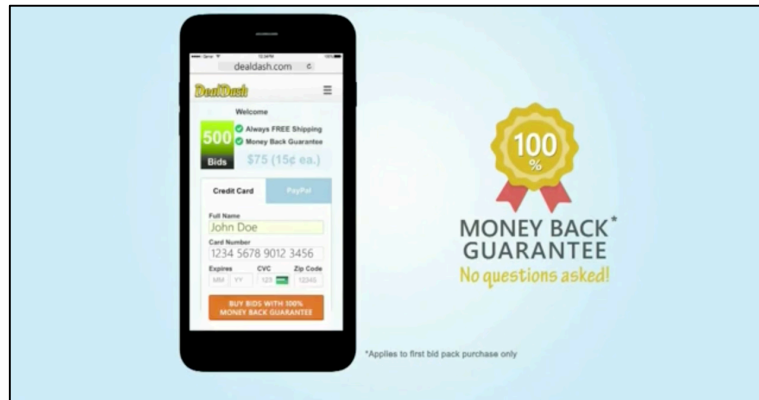 dealdash.com
DealDash
Welcome
500
Bids
Always FREE Shipping
Money Back Guarantee
$75 (15¢ ea.)
Credit Card
PayPal
Full Name
John Doe
Card Number
1234 5678 9012 3456
Expires
CVC
Zip Code
MM
YY
123
12345
BUY BIDS WITH 100%
MONEY BACK GUARANTEE
100
%
MONEY BACK*
GUARANTEE
No questions asked!
*Applies to first bid pack purchase only